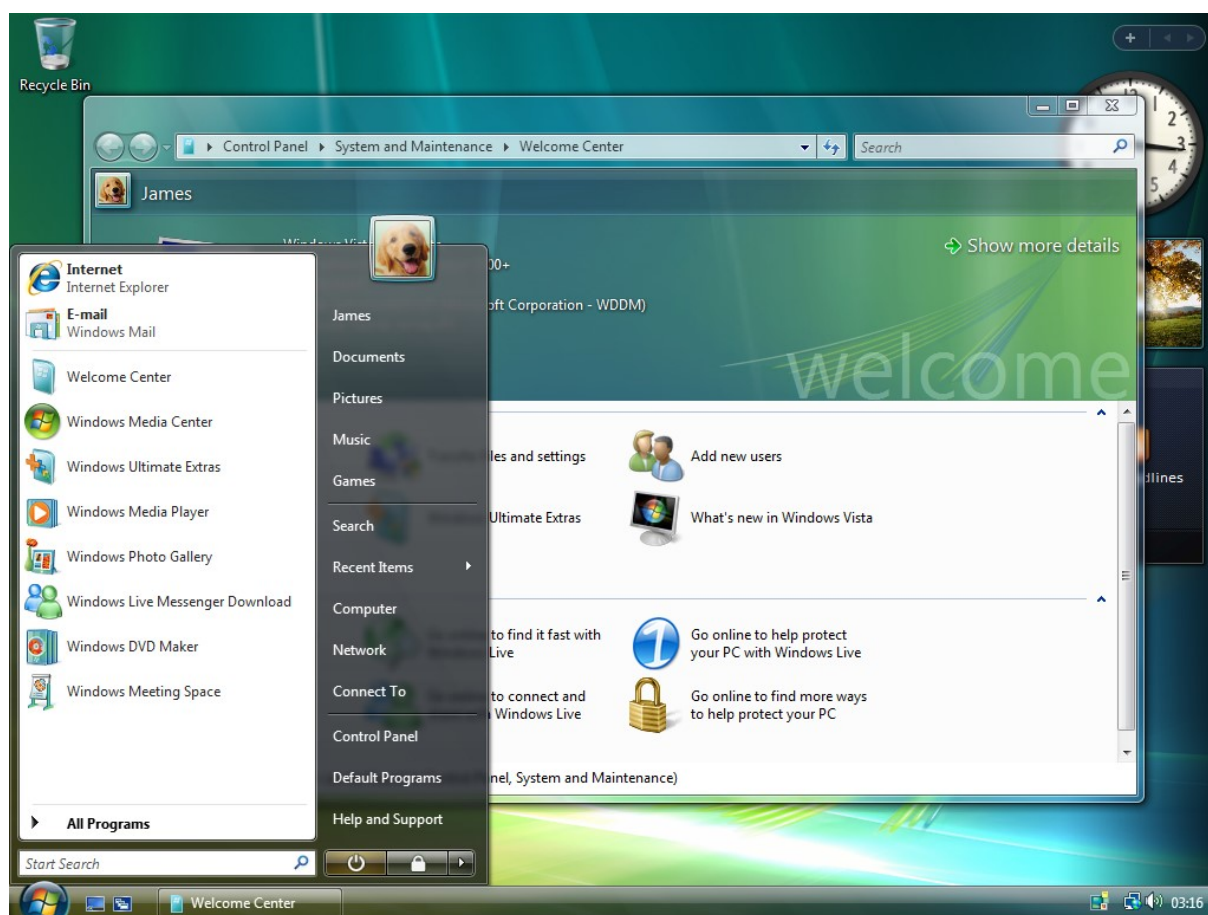 Recycle Bin
Control Panel System and Maintenance Welcome Center
Search
James
Show more details
00+
oft Corporation - WDDM)
welcome
Internet
Internet Explorer
E-mail
Windows Mail
Welcome Center
Windows Media Center
Windows Ultimate Extras
Windows Media Player
Windows Photo Gallery
Windows Live Messenger Download
Windows DVD Maker
Windows Meeting Space
All Programs
Start Search
James
Documents
Pictures
Music
Games
Search
Recent Items
Computer
Network
Connect To
Control Panel
Default Programs
Help and Support
les and settings
Add new users
Ultimate Extras
What's new in Windows Vista
to find it fast with
Live
Go online to help protect
your PC with Windows Live
to connect and
Windows Live
Go online to find more ways
to help protect your PC
nel, System and Maintenance)
1
2
3
4
5
dlines
Welcome Center
03:16